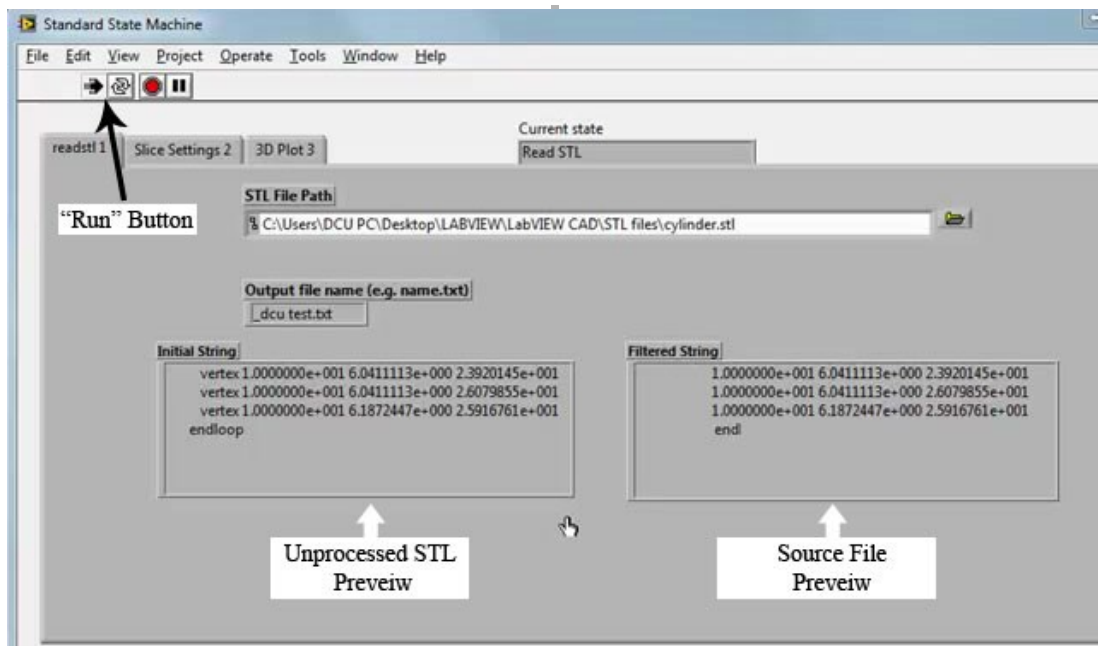 Standard State Machine
File Edit View Project Operate Tools Window Help
Current state
readstl 1 Slice Settings 2 3D Plot 3 Read STL
STL File Path
“Run” Button
C:\Users\DCU PC\Desktop\LABVIEW\LabVIEW CAD\STL files\cylinder.stl
Output file name (e.g. name.txt)
_dcu test.txt
Initial String
vertex 1.0000000e+001 6.0411113e+000 2.3920145e+001
vertex 1.0000000e+001 6.0411113e+000 2.6079855e+001
vertex 1.0000000e+001 6.1872447e+000 2.5916761e+001
endloop
Filtered String
1.0000000e+001 6.0411113e+000 2.3920145e+001
1.0000000e+001 6.0411113e+000 2.6079855e+001
1.0000000e+001 6.1872447e+000 2.5916761e+001
endl
Unprocessed STL
Preveiw
Source File
Preveiw